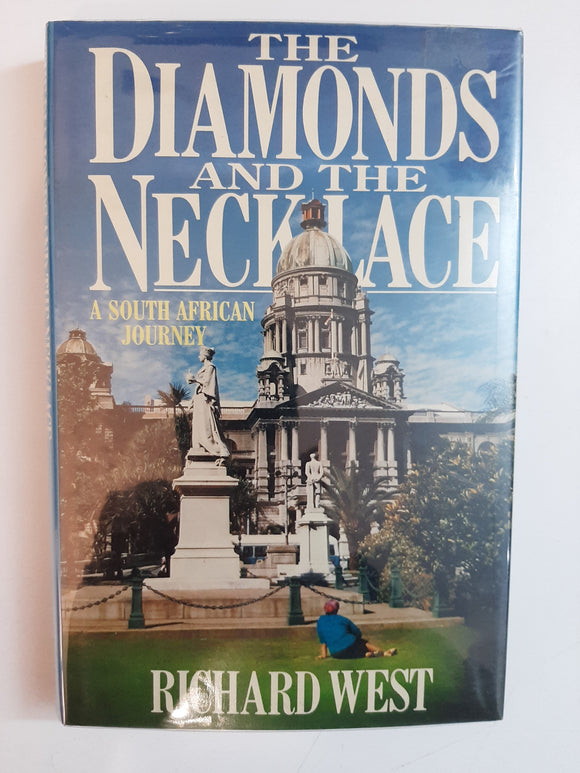 THE
DIAMONDS
AND THE
NECKLACE
A SOUTH AFRICAN
JOURNEY
RICHARD WEST